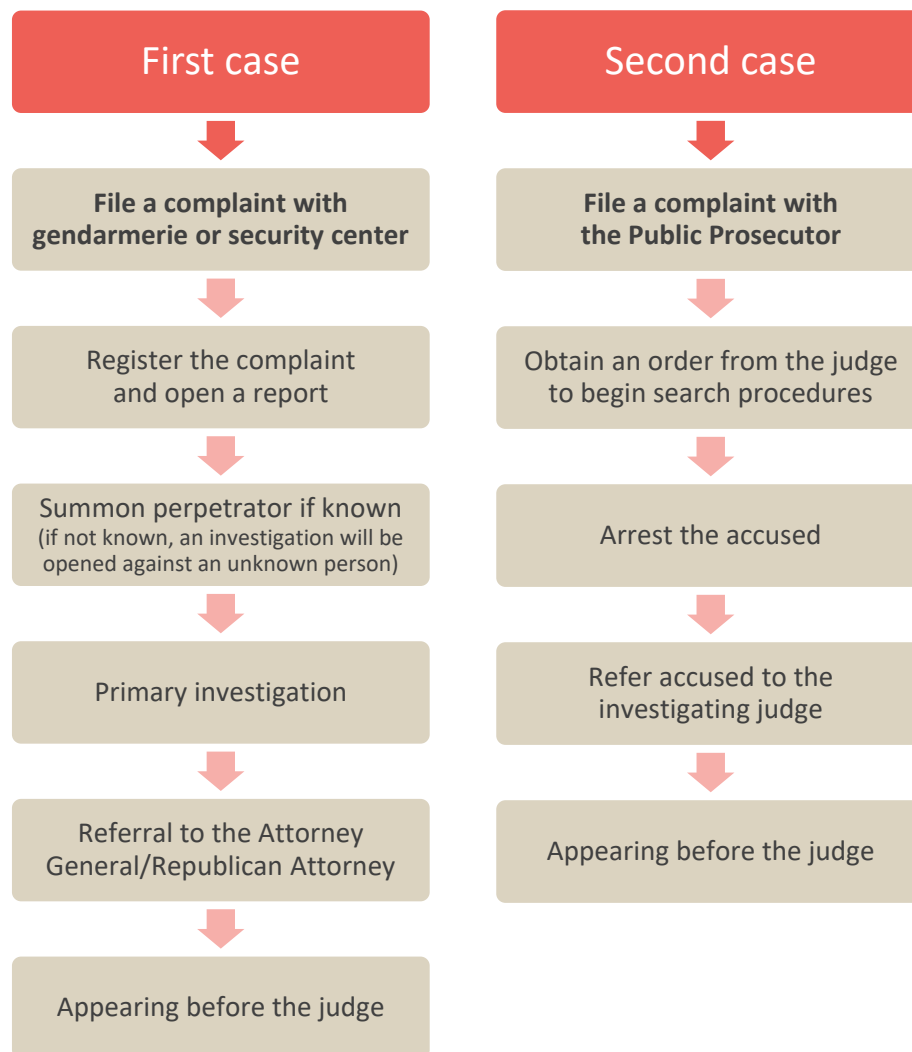 First case
File a complaint with
gendarmerie or security center
Register the complaint
and open a report
Summon perpetrator if known
(if not known, an investigation will be
opened against an unknown person)
Primary investigation
Referral to the Attorney
General/Republican Attorney
Appearing before the judge
Second case
File a complaint with
the Public Prosecutor
Obtain an order from the judge
to begin search procedures
Arrest the accused
Refer accused to the
investigating judge
Appearing before the judge